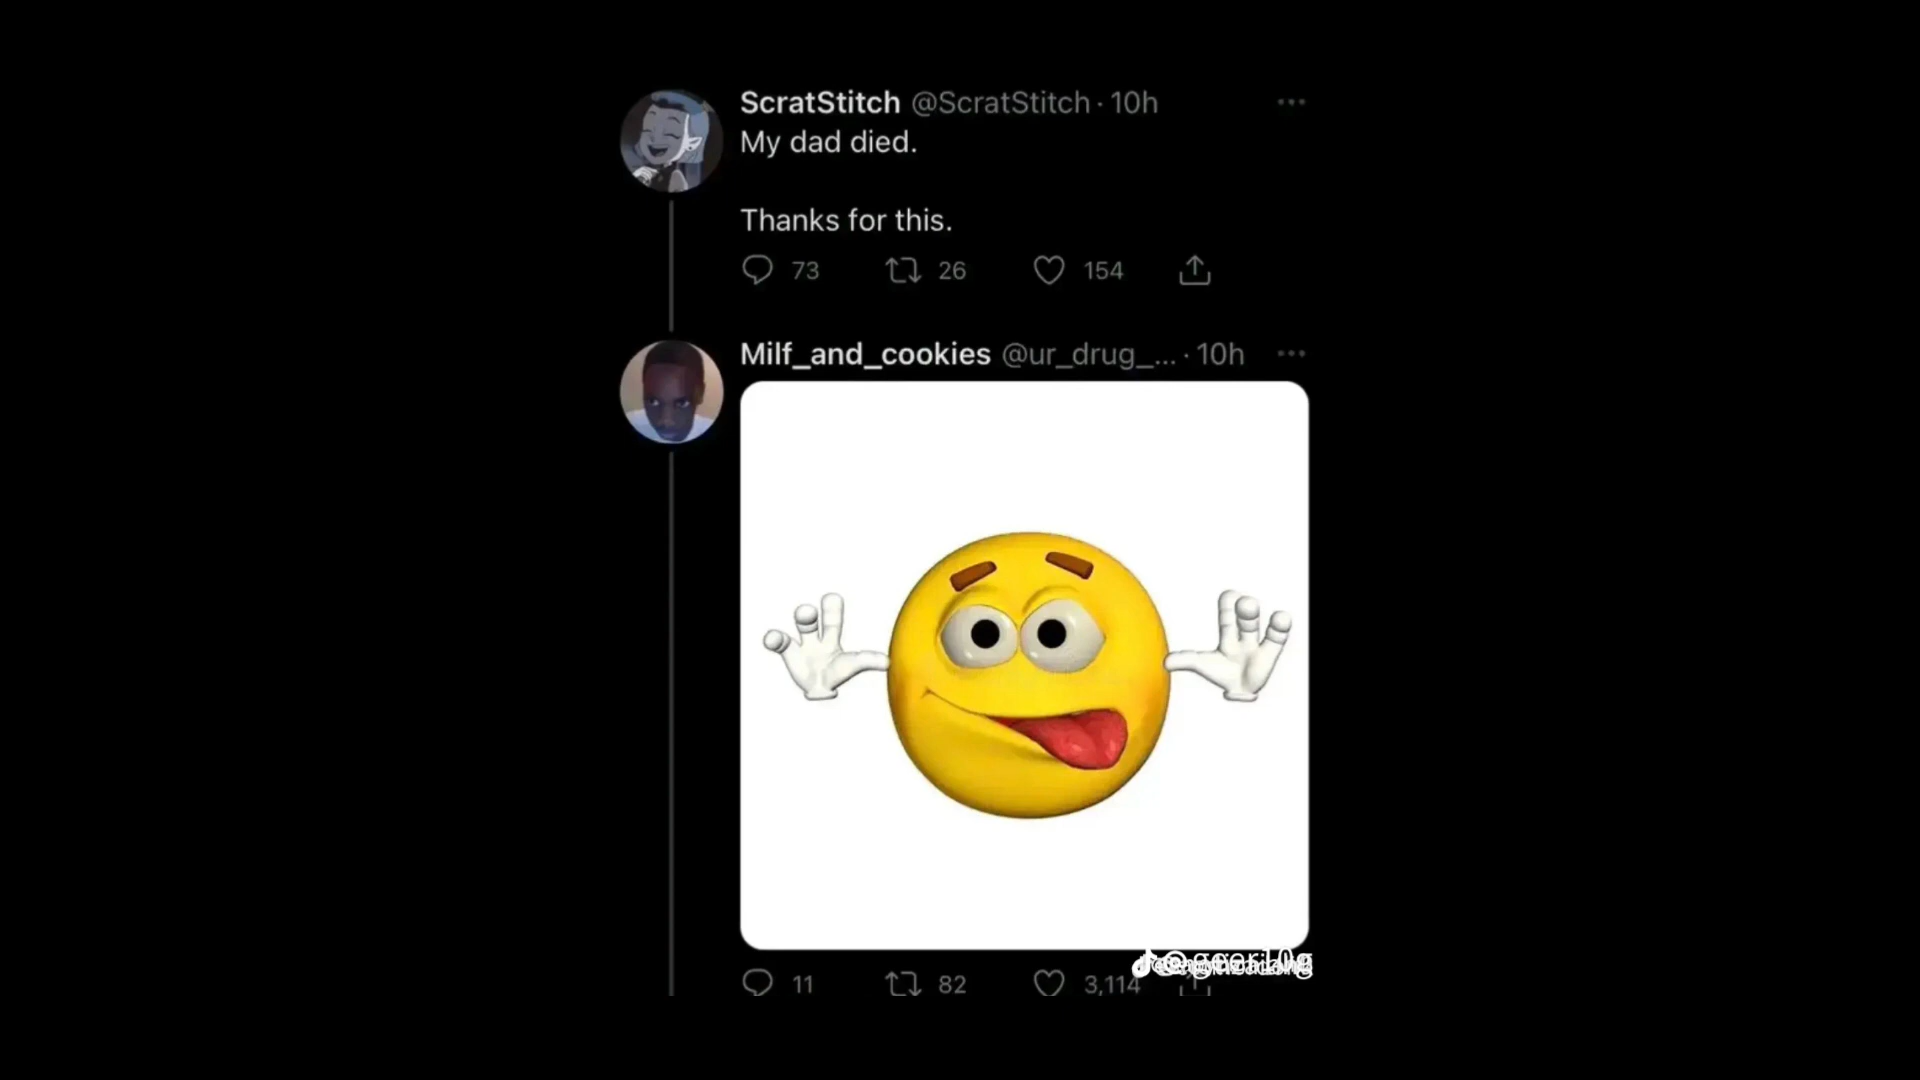 ScratStitch @ScratStitch · 10h
My dad died.
Thanks for this.
73 26 154
Milf_and_cookies @ur_drug_... · 10h
11 82 3,114